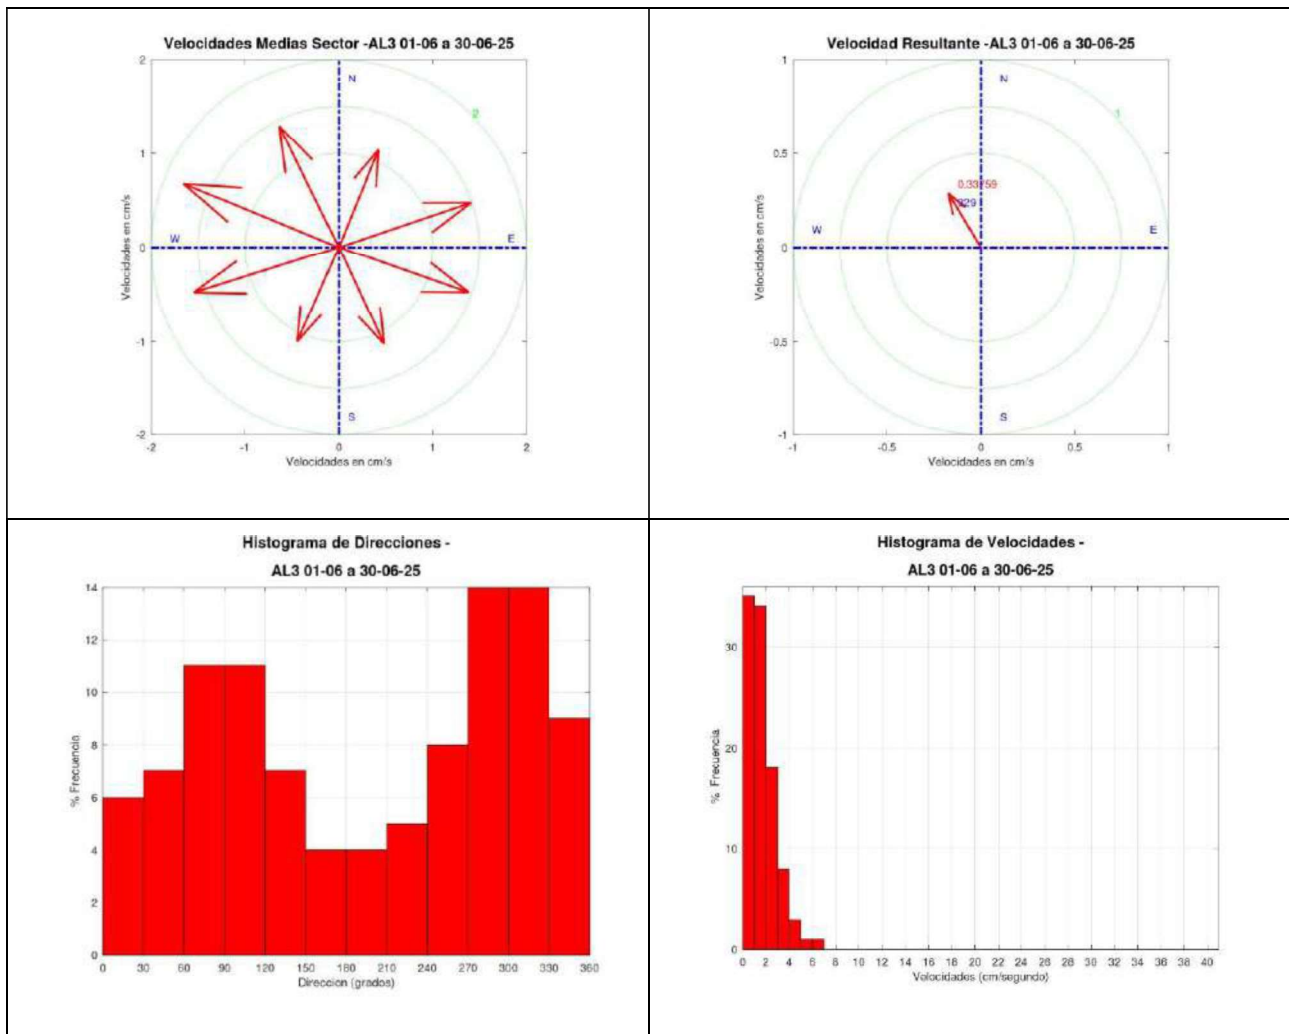 Velocidades Medias Sector -AL3 01-06 a 30-06-25
2
1
0
-1
-2
-2 -1 0 1 2
N
2
W
E
S
Velocidades en cm/s
Velocidades en cm/s
Velocidad Resultante -AL3 01-06 a 30-06-25
1
0.5
0
-0.5
-1
-1 -0.5 0 0.5 1
N
1
W
E
S
Velocidades en cm/s
Velocidades en cm/s
Histograma de Direcciones -
AL3 01-06 a 30-06-25
14
12
10
8
6
4
2
0
0 30 60 90 120 150 180 210 240 270 300 330 360
% Frecuencia
Direccion (grados)
Histograma de Velocidades -
AL3 01-06 a 30-06-25
30
20
10
0
0 2 4 6 8 10 12 14 16 18 20 22 24 26 28 30 32 34 36 38 40
% Frecuencia
Velocidades (cm/segundo)